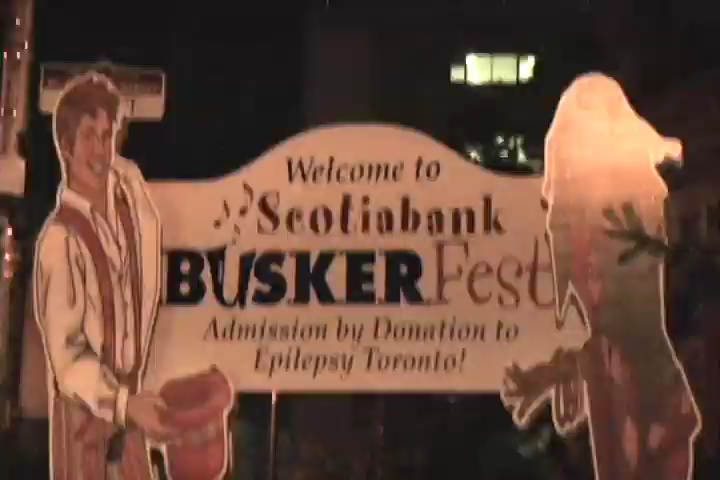 Welcome to
Scotiabank
BUSKERFest
Admission by Donation to
Epilepsy Toronto!